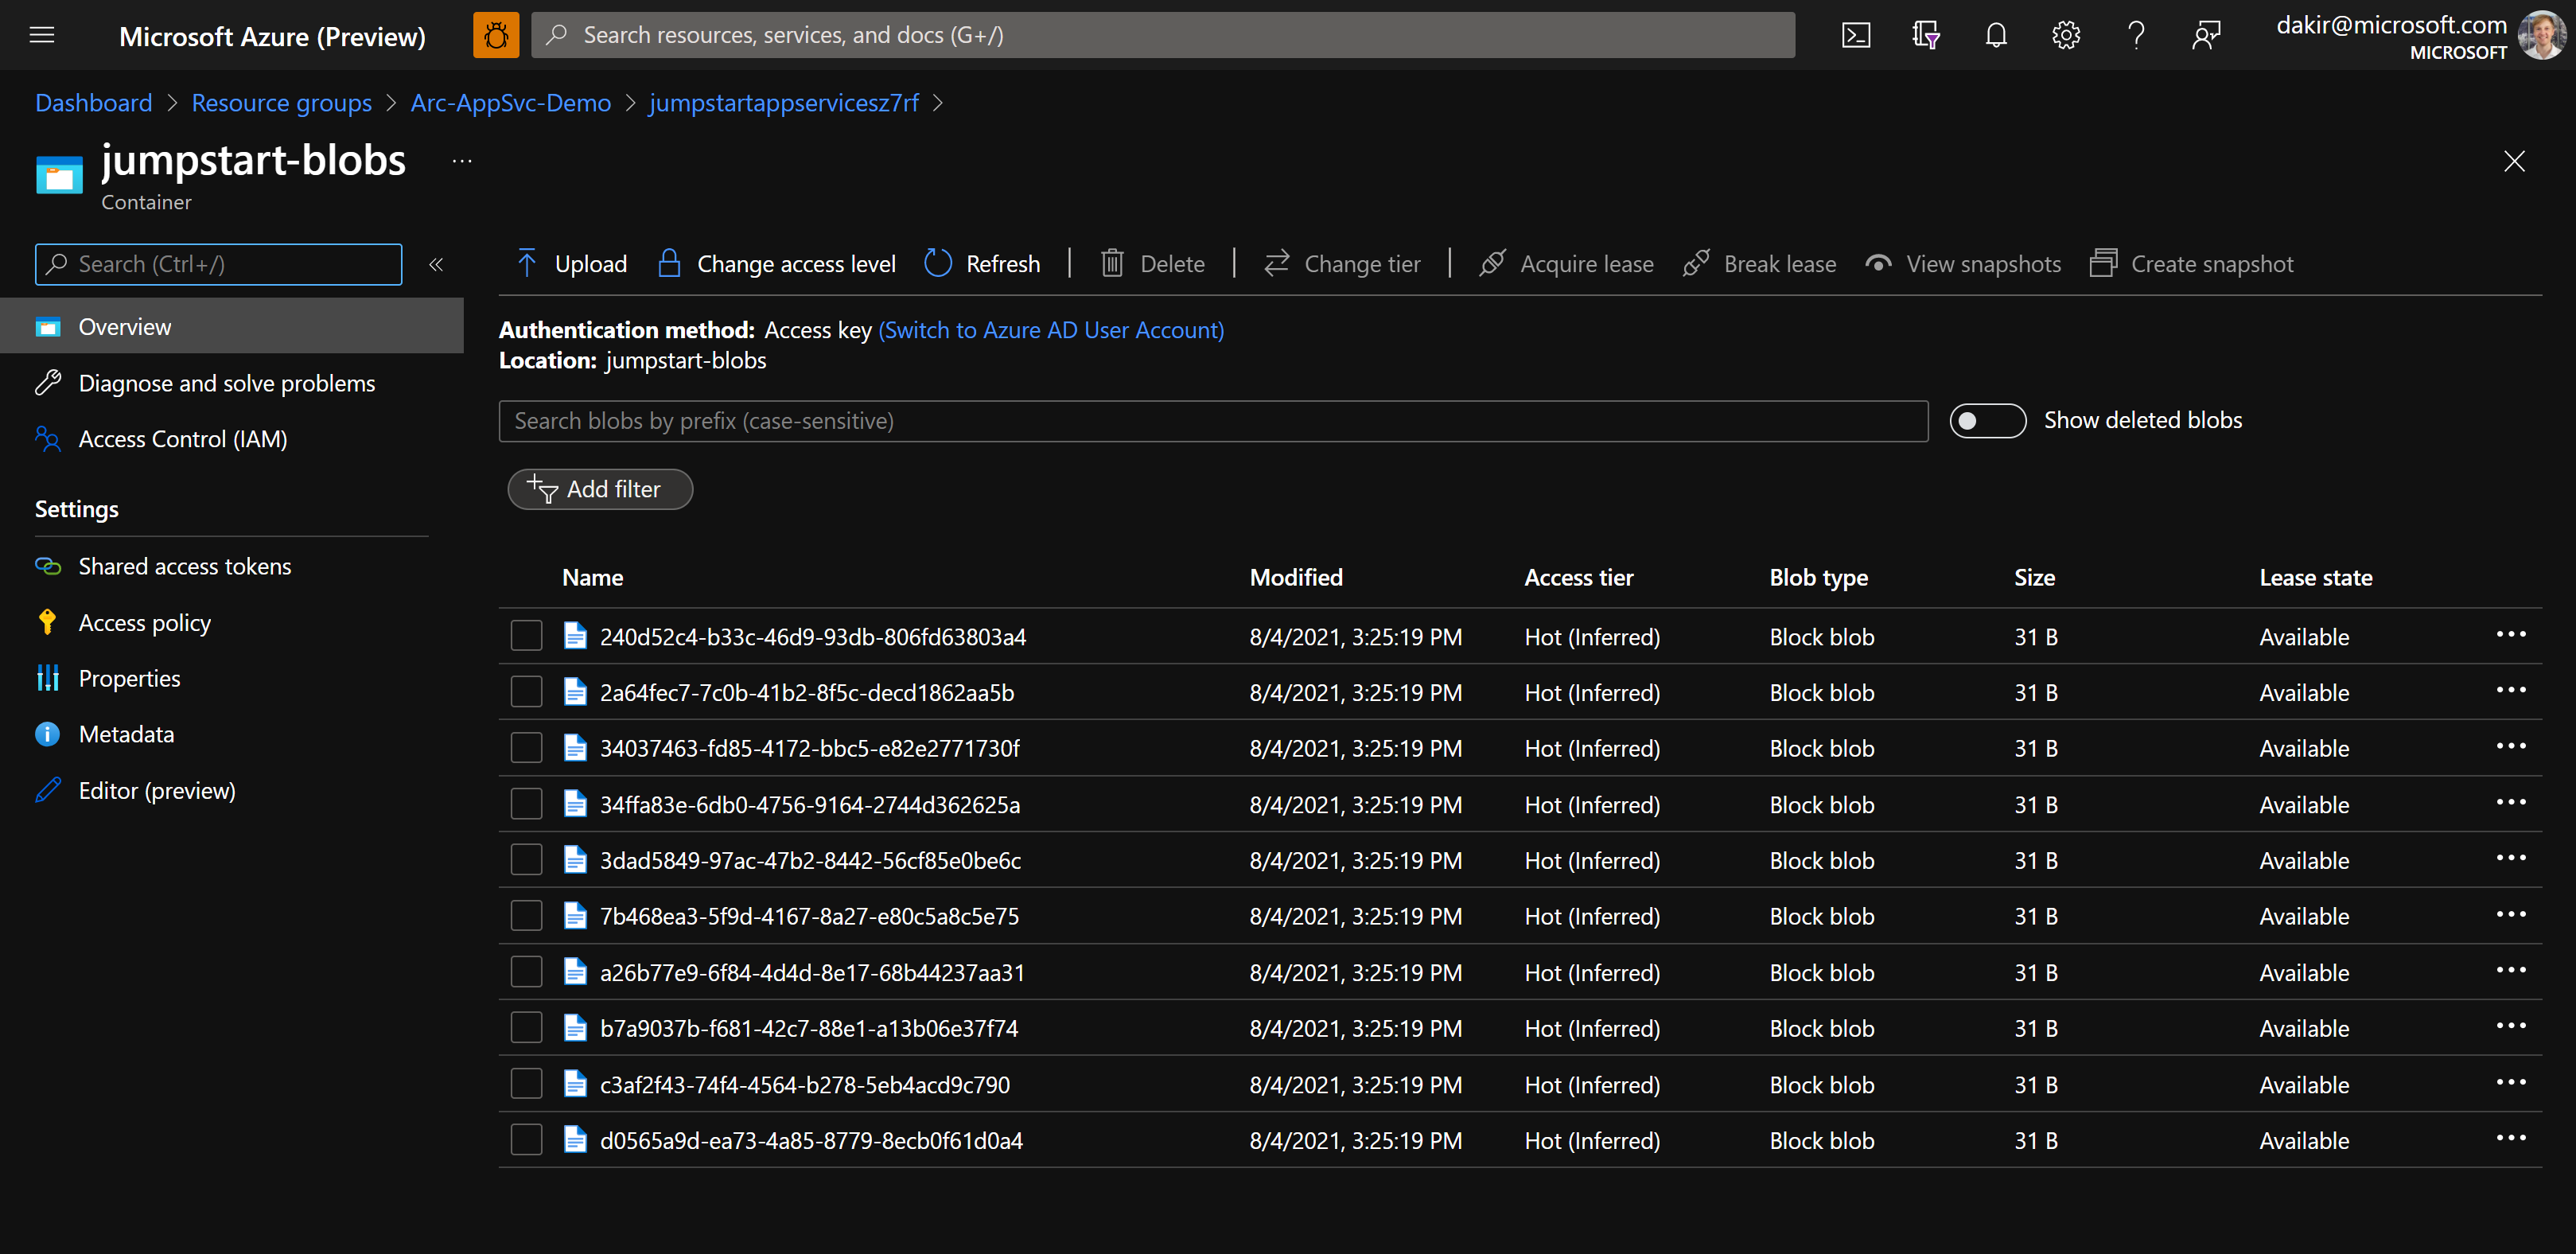 Microsoft Azure (Preview)
Search resources, services, and docs (G+/)
dakir@microsoft.com
MICROSOFT
Dashboard > Resource groups > Arc-AppSvc-Demo > jumpstartappservicesz7rf >
jumpstart-blobs ...
Container
Search (Ctrl+/)
«
Overview
Diagnose and solve problems
Access Control (IAM)
Settings
Shared access tokens
Access policy
Properties
Metadata
Editor (preview)
Upload Change access level Refresh | Delete | Change tier | Acquire lease Break lease View snapshots Create snapshot
Authentication method: Access key (Switch to Azure AD User Account)
Location: jumpstart-blobs
Search blobs by prefix (case-sensitive)
Show deleted blobs
Add filter
Name Modified Access tier Blob type Size Lease state
240d52c4-b33c-46d9-93db-806fd63803a4 8/4/2021, 3:25:19 PM Hot (Inferred) Block blob 31 B Available ...
2a64fec7-7c0b-41b2-8f5c-decd1862aa5b 8/4/2021, 3:25:19 PM Hot (Inferred) Block blob 31 B Available ...
34037463-fd85-4172-bbc5-e82e2771730f 8/4/2021, 3:25:19 PM Hot (Inferred) Block blob 31 B Available ...
34ffa83e-6db0-4756-9164-2744d362625a 8/4/2021, 3:25:19 PM Hot (Inferred) Block blob 31 B Available ...
3dad5849-97ac-47b2-8442-56cf85e0be6c 8/4/2021, 3:25:19 PM Hot (Inferred) Block blob 31 B Available ...
7b468ea3-5f9d-4167-8a27-e80c5a8c5e75 8/4/2021, 3:25:19 PM Hot (Inferred) Block blob 31 B Available ...
a26b77e9-6f84-4d4d-8e17-68b44237aa31 8/4/2021, 3:25:19 PM Hot (Inferred) Block blob 31 B Available ...
b7a9037b-f681-42c7-88e1-a13b06e37f74 8/4/2021, 3:25:19 PM Hot (Inferred) Block blob 31 B Available ...
c3af2f43-74f4-4564-b278-5eb4acd9c790 8/4/2021, 3:25:19 PM Hot (Inferred) Block blob 31 B Available ...
d0565a9d-ea73-4a85-8779-8ecb0f61d0a4 8/4/2021, 3:25:19 PM Hot (Inferred) Block blob 31 B Available ...